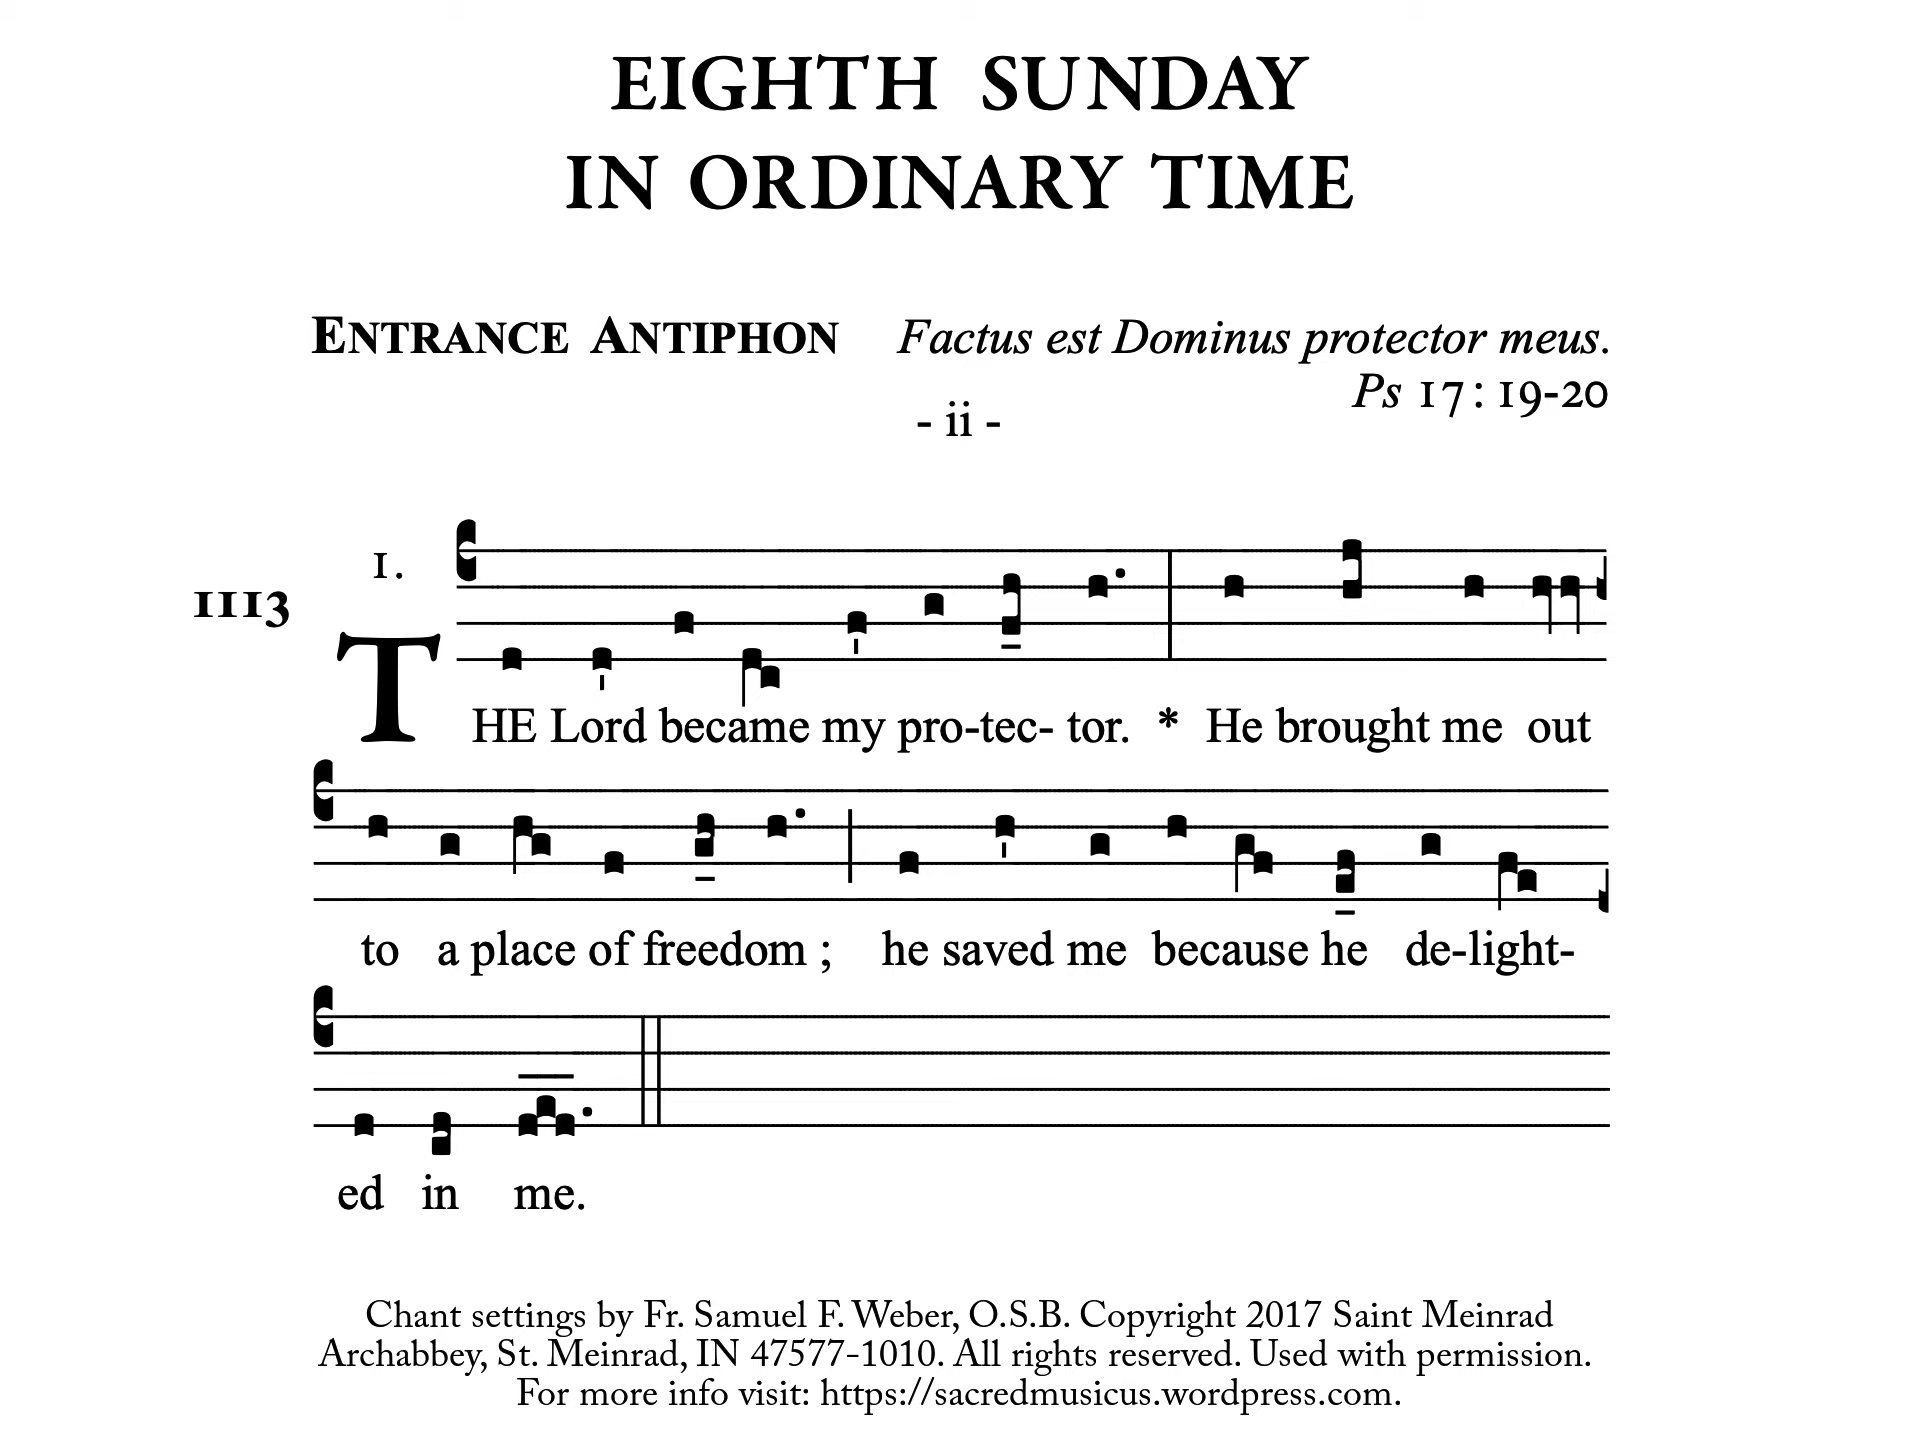 EIGHTH SUNDAY
IN ORDINARY TIME
ENTRANCE ANTIPHON Factus est Dominus protector meus.
Ps 17: 19-20
- ii -
1.
1113
THE Lord became my pro-tec- tor. * He brought me out
to a place of freedom ; he saved me because he de-light-
ed in me.
Chant settings by Fr. Samuel F. Weber, O.S.B. Copyright 2017 Saint Meinrad
Archabbey, St. Meinrad, IN 47577-1010. All rights reserved. Used with permission.
For more info visit: https://sacredmusicus.wordpress.com.